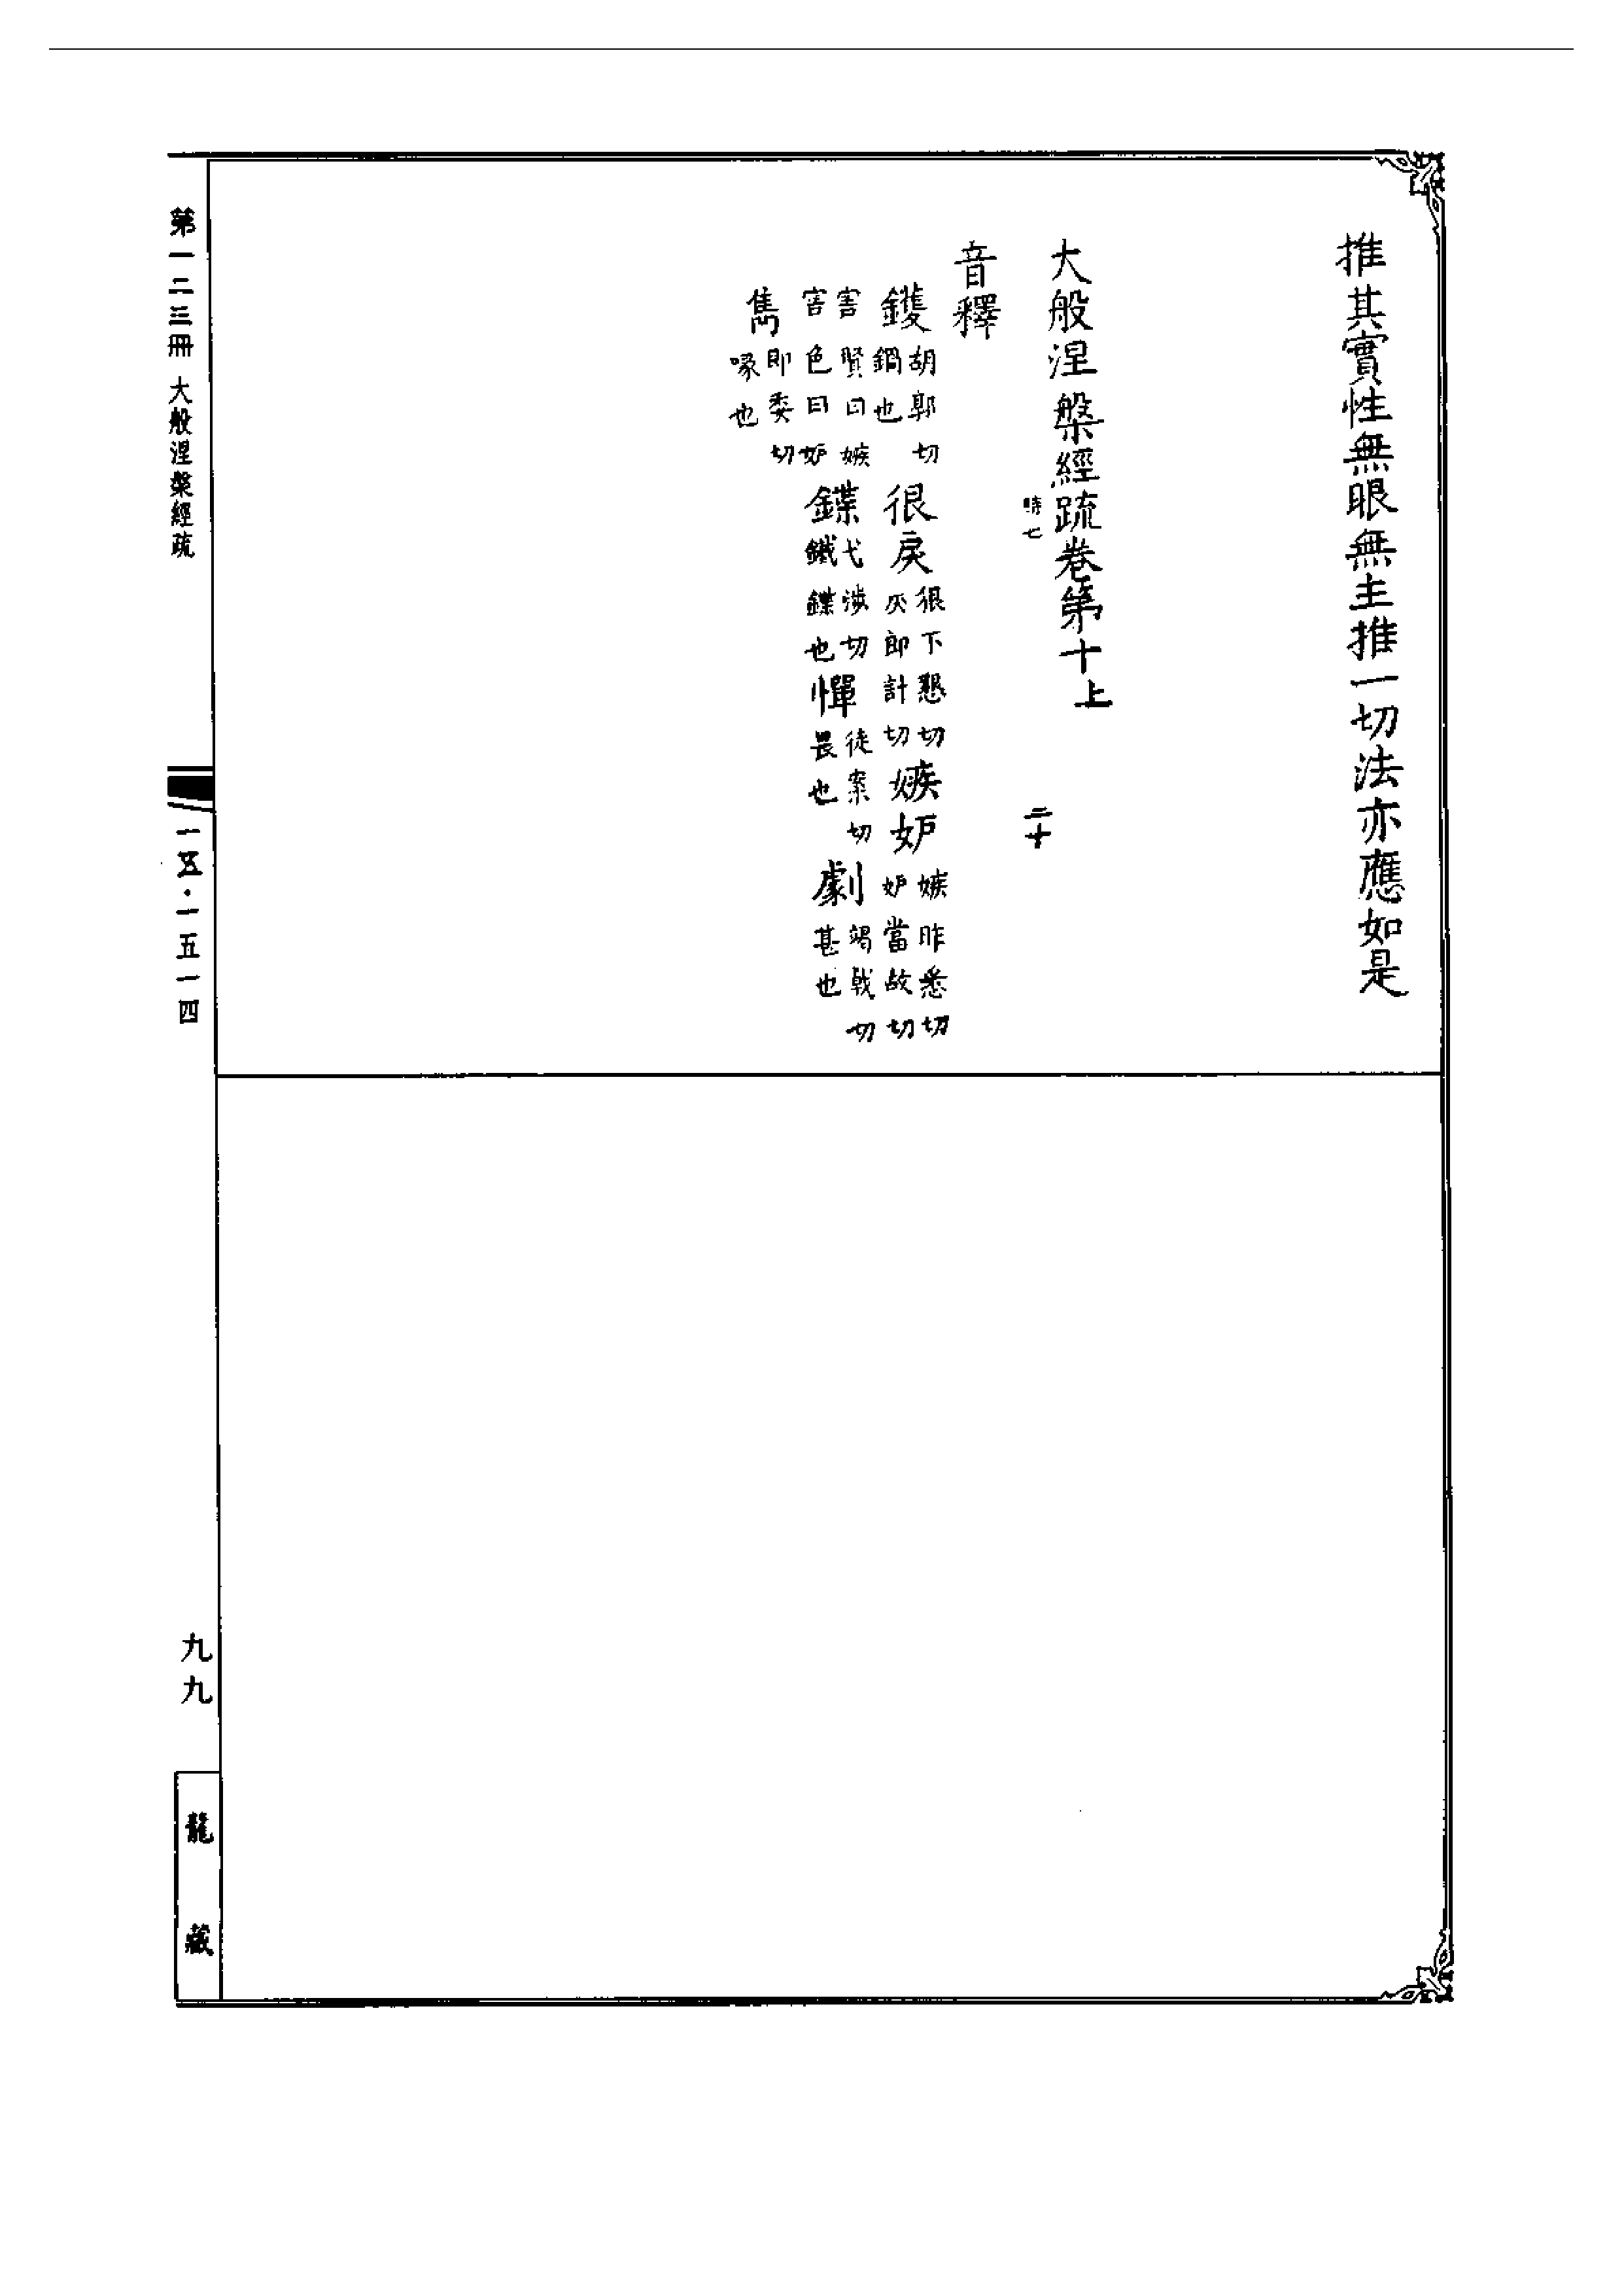 推其實性無眼無主推一切法亦應如是
大般涅槃經疏卷第十上
時七 二十
音釋
鑊胡郭切鍋也 很戾很下懇切戾郎計切 嫉妒嫉昨悉切妒當故切
害賢曰嫉害色曰妒 鍱弋涉切鐵鍱也 憚徒案切畏也 劇竭戟切甚也
觜即委切喙也
第一二三冊 大般涅槃經疏
一五·一五一四
九九
龍藏